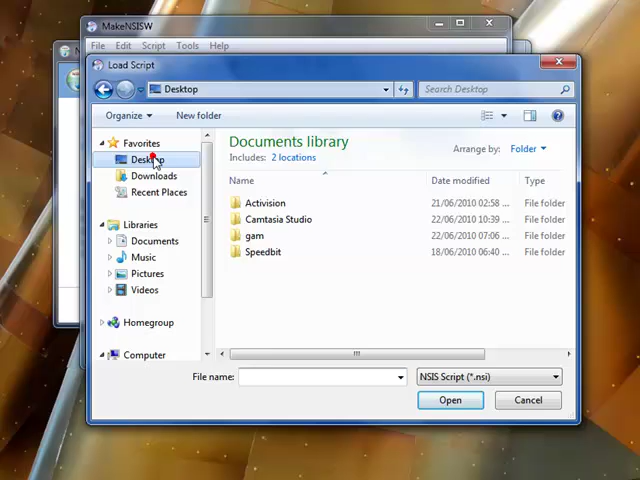 MakeNSISW
File Edit Script Tools Help
Load Script
Desktop
Search Desktop
Organize New folder
Favorites
Desktop
Downloads
Recent Places
Libraries
Documents
Music
Pictures
Videos
Homegroup
Computer
Documents library
Includes: 2 locations
Arrange by: Folder
Name Date modified Type
Activision 21/06/2010 02:58 ... File folder
Camtasia Studio 22/06/2010 10:39 ... File folder
gam 22/06/2010 07:06 ... File folder
Speedbit 18/06/2010 06:40 ... File folder
File name: NSIS Script (*.nsi)
Open Cancel